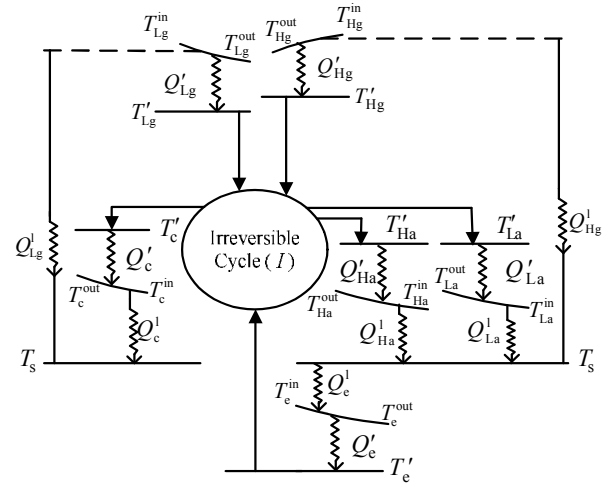 T_Lg^in
T_Lg^out
T_Hg^out
T_Hg^in
Q′_Lg
Q′_Hg
T′_Lg
T′_Hg
T′_c
Irreversible
Cycle (I)
T′_Ha
T′_La
Q^l_Lg
Q′_c
Q′_Ha
Q′_La
Q^l_Hg
T_c^out
T_c^in
T_Ha^out
T_Ha^in
T_La^out
T_La^in
Q^l_c
Q^l_Ha
Q^l_La
T_s
T_s
T_e^in
Q^l_e
T_e^out
Q′_e
T′_e